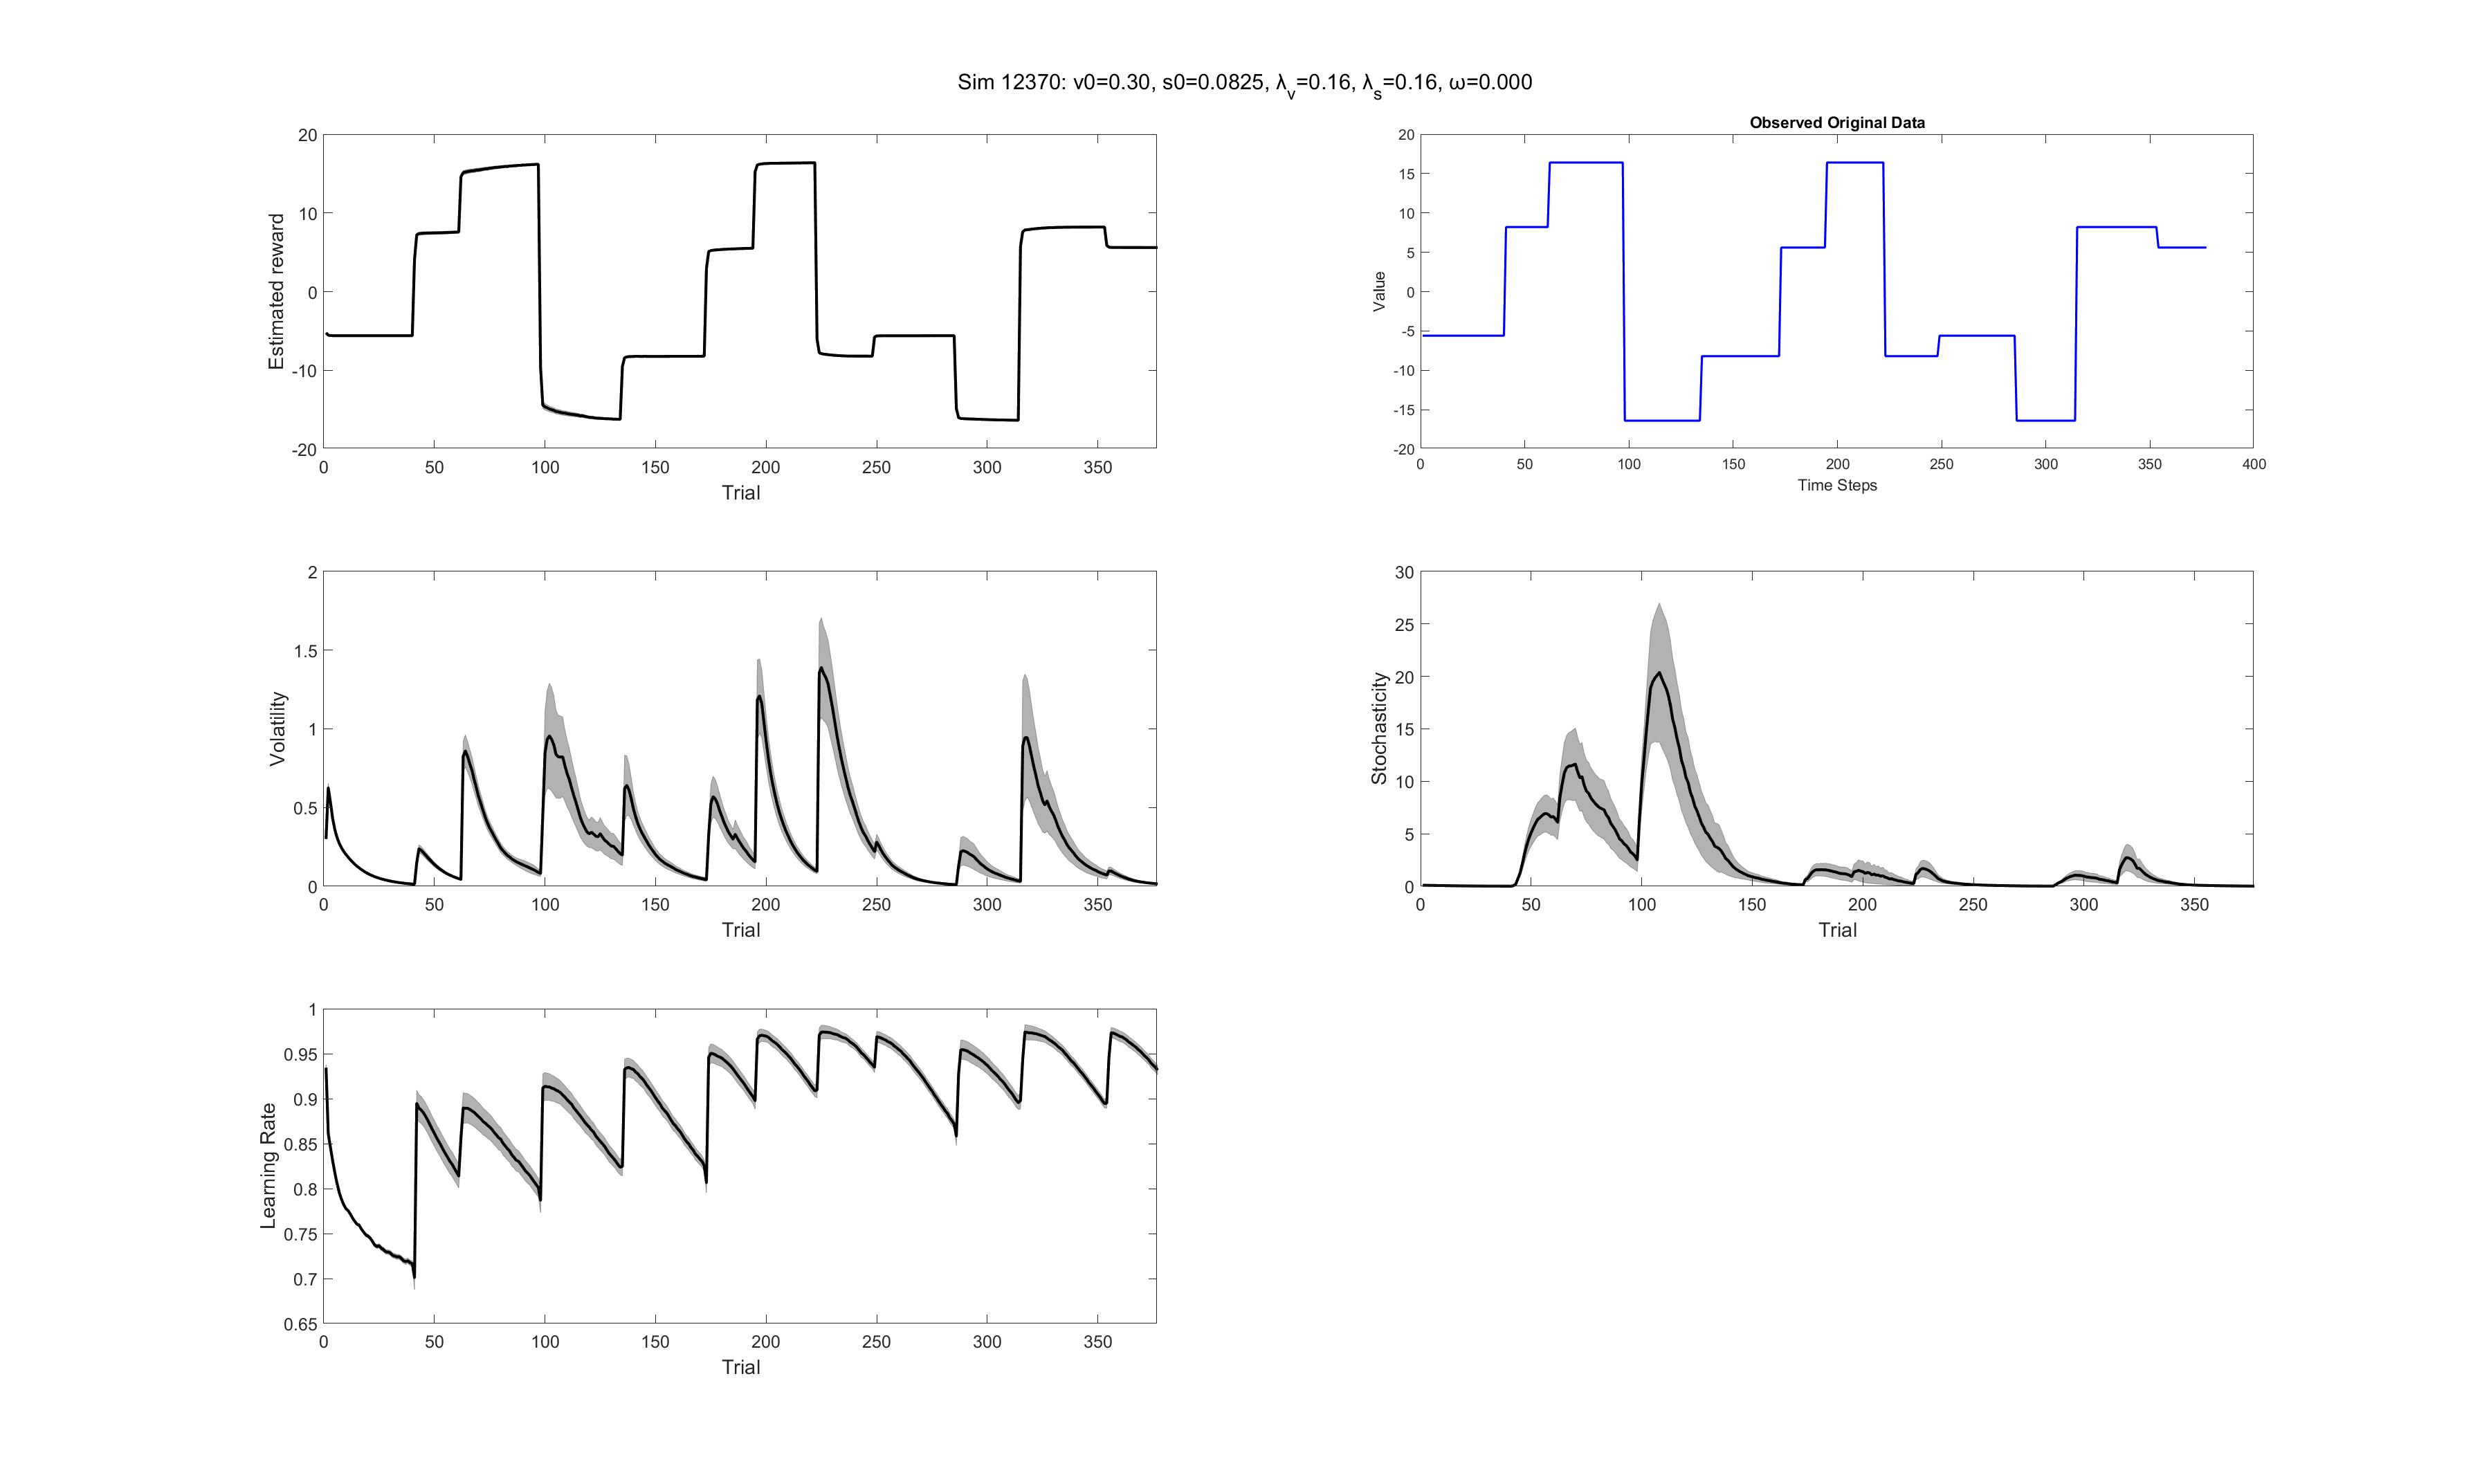 Sim 12370: v0=0.30, s0=0.0825, λv=0.16, λs=0.16, ω=0.000
20
10
0
-10
-20
Estimated reward
0 50 100 150 200 250 300 350
Trial
Observed Original Data
20
15
10
5
0
-5
-10
-15
-20
Value
0 50 100 150 200 250 300 350 400
Time Steps
2
1.5
1
0.5
0
Volatility
0 50 100 150 200 250 300 350
Trial
30
25
20
15
10
5
0
Stochasticity
0 50 100 150 200 250 300 350
Trial
1
0.95
0.9
0.85
0.8
0.75
0.7
0.65
Learning Rate
0 50 100 150 200 250 300 350
Trial